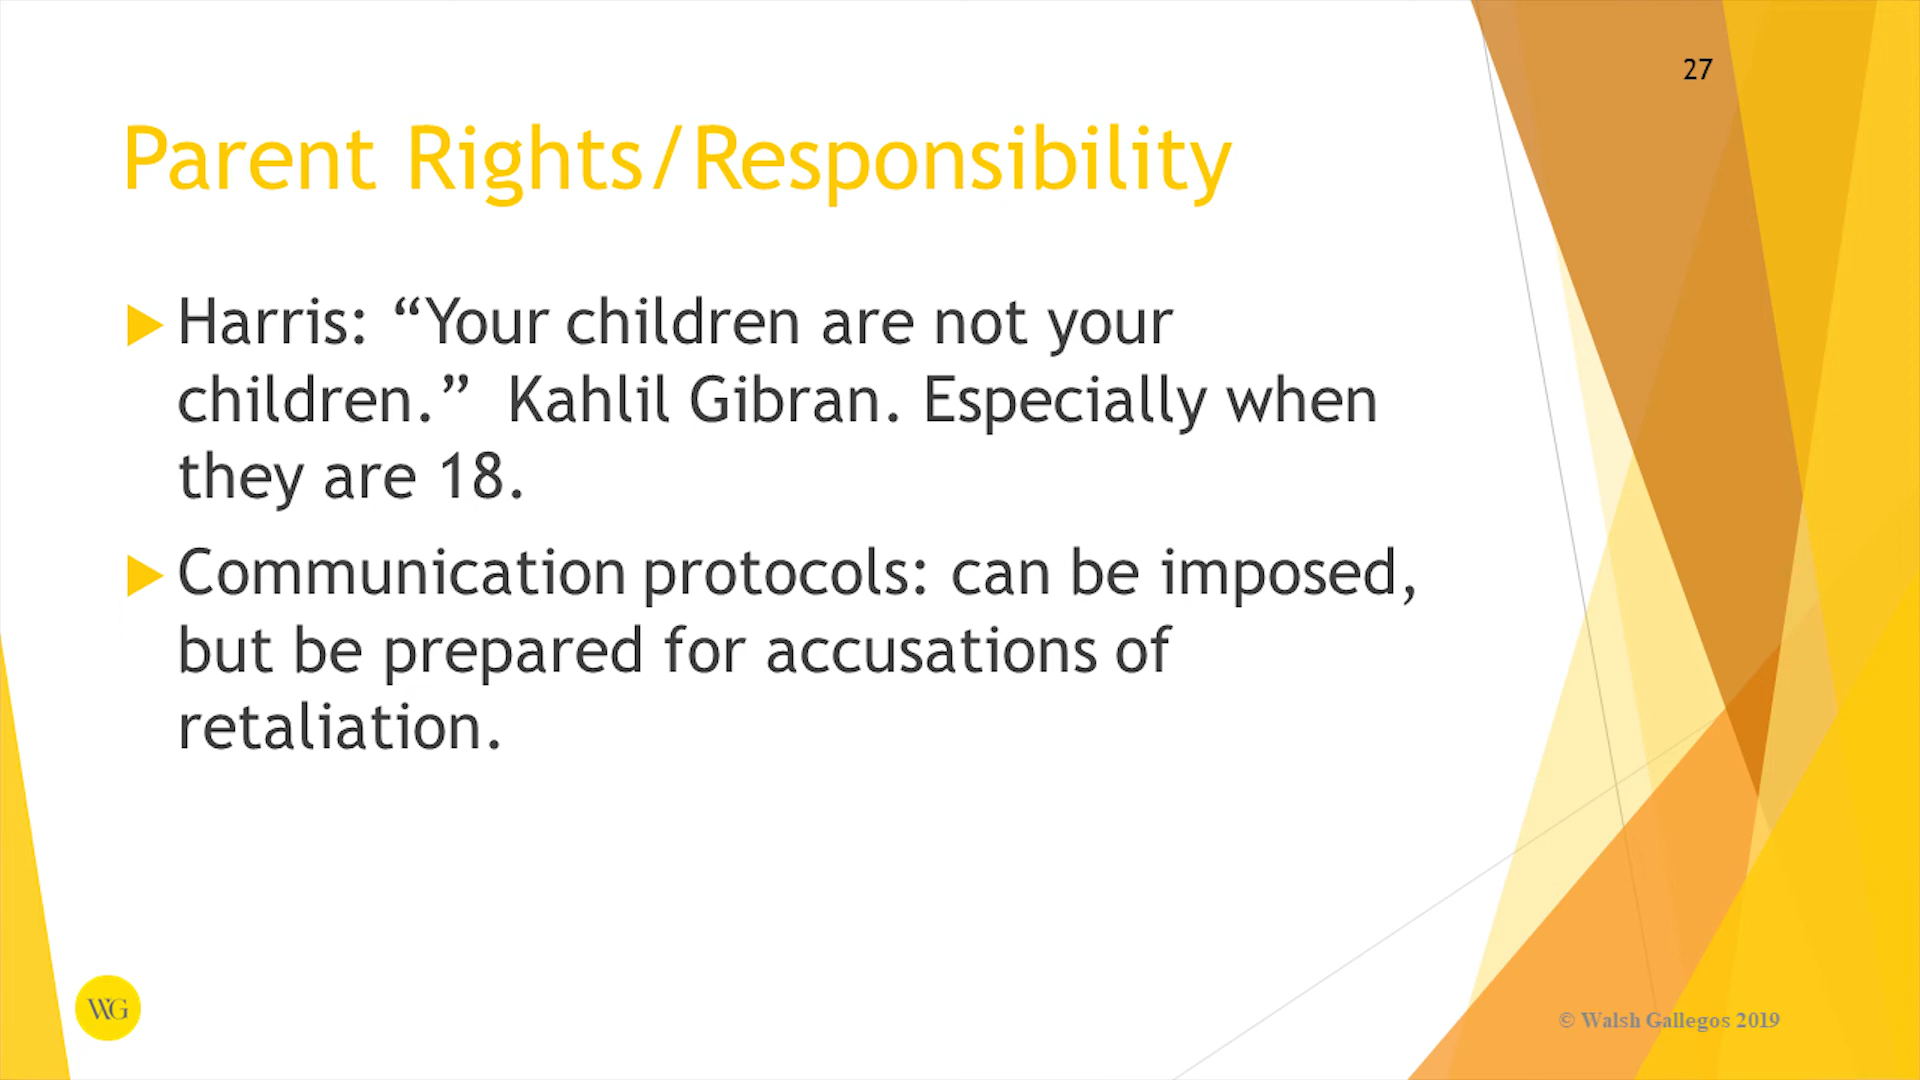 27
Parent Rights/Responsibility
Harris: “Your children are not your
children.” Kahlil Gibran. Especially when
they are 18.
Communication protocols: can be imposed,
but be prepared for accusations of
retaliation.
WG
© Walsh Gallegos 2019